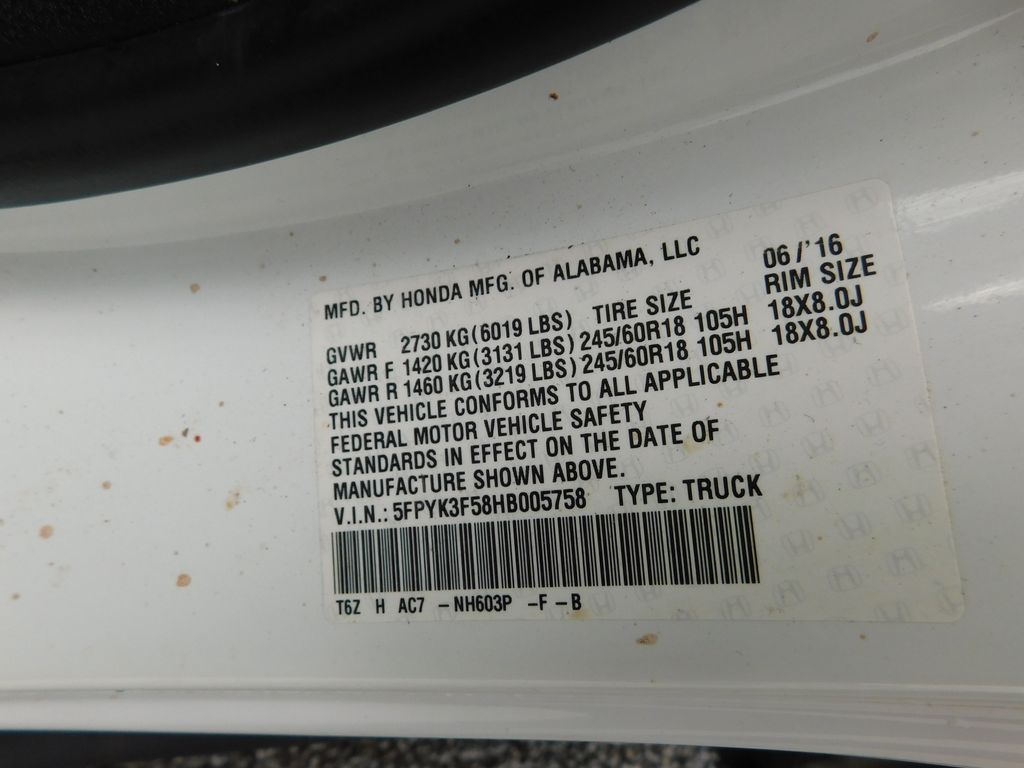 MFD. BY HONDA MFG. OF ALABAMA, LLC 06/'16
GVWR 2730 KG(6019 LBS) TIRE SIZE RIM SIZE
GAWR F 1420 KG(3131 LBS) 245/60R18 105H 18X8.0J
GAWR R 1460 KG(3219 LBS) 245/60R18 105H 18X8.0J
THIS VEHICLE CONFORMS TO ALL APPLICABLE
FEDERAL MOTOR VEHICLE SAFETY
STANDARDS IN EFFECT ON THE DATE OF
MANUFACTURE SHOWN ABOVE.
V.I.N.: 5FPYK3F58HB005758 TYPE: TRUCK
T6Z H AC7 -NH603P -F-B